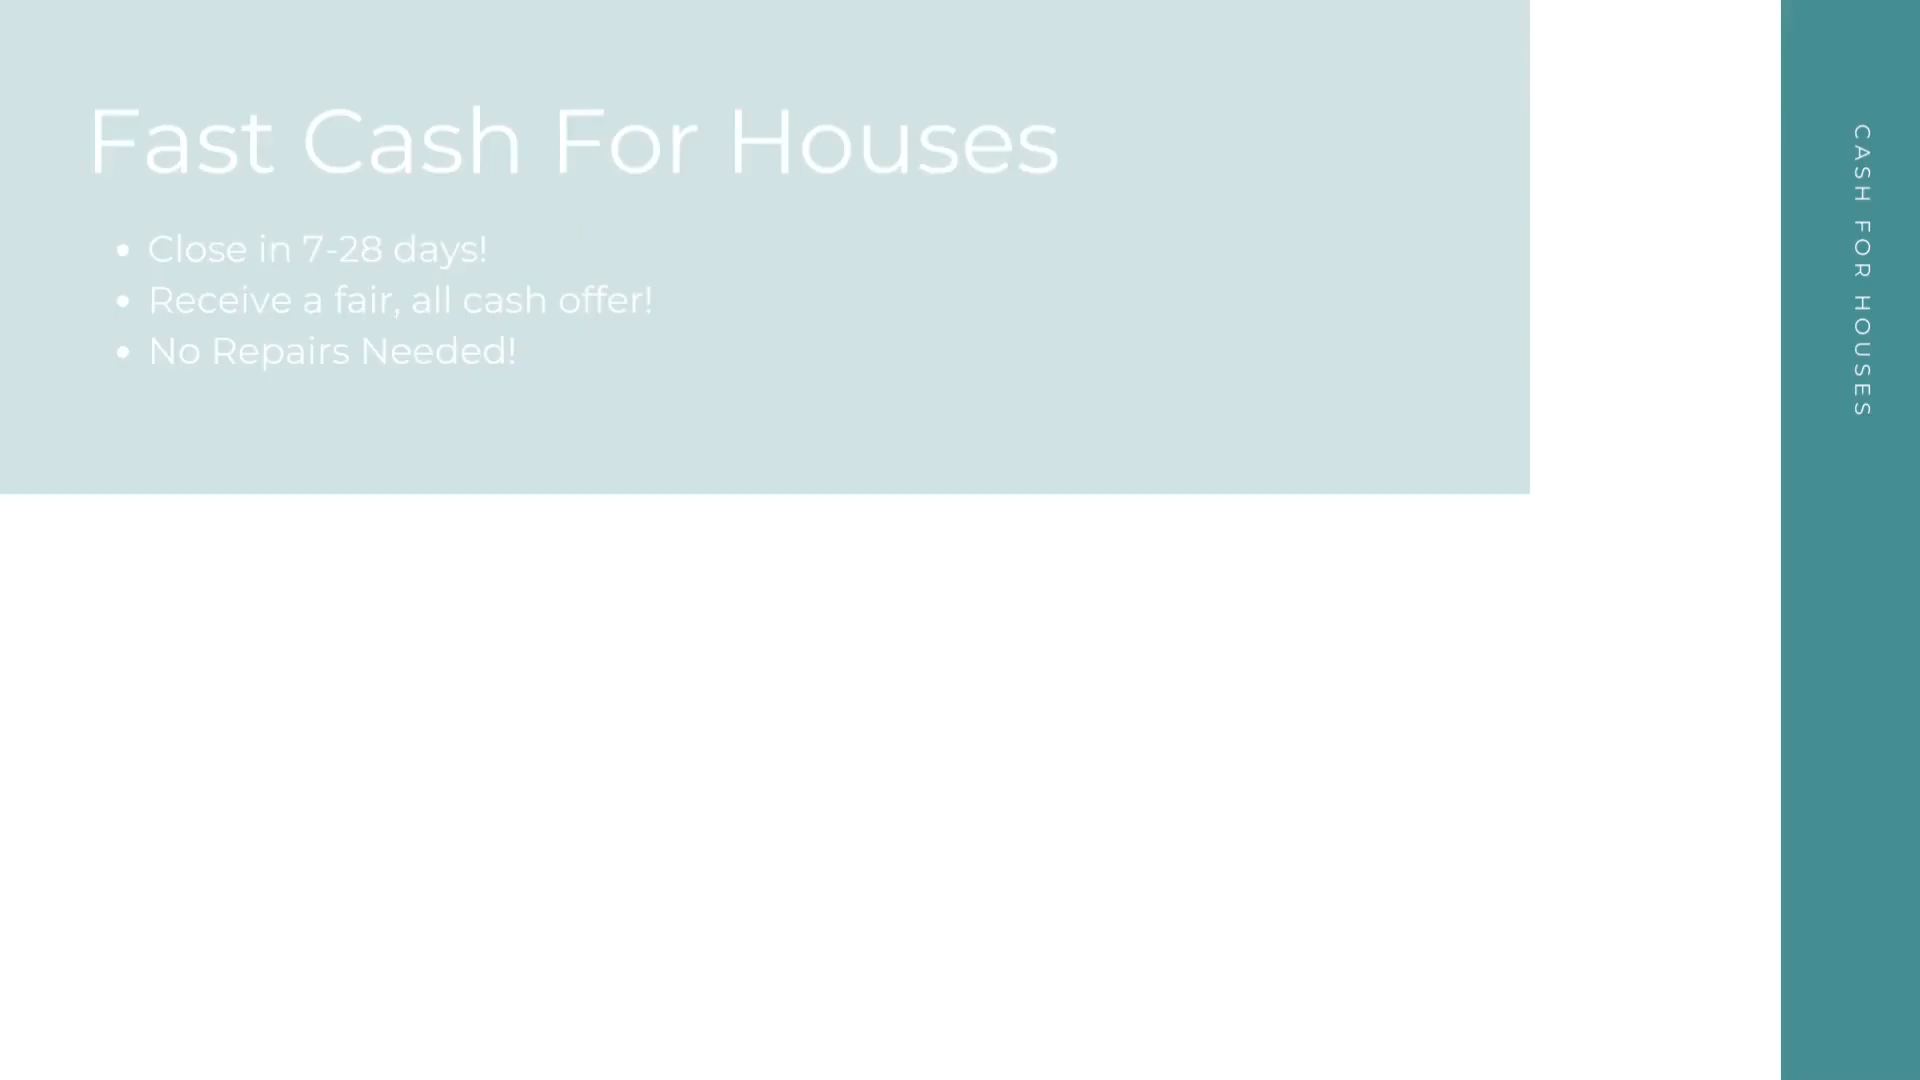 Fast Cash For Houses
• Close in 7-28 days!
• Receive a fair, all cash offer!
• No Repairs Needed!
CASH FOR HOUSES